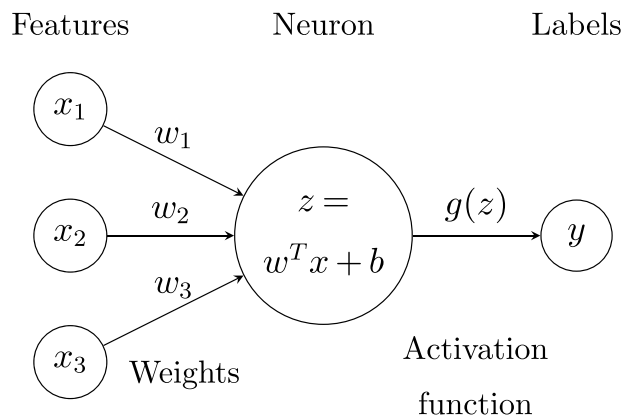 Features Neuron Labels
x₁
w₁
x₂
w₂
w₃
x₃
z =
wᵀx + b
g(z)
y
Weights
Activation
function